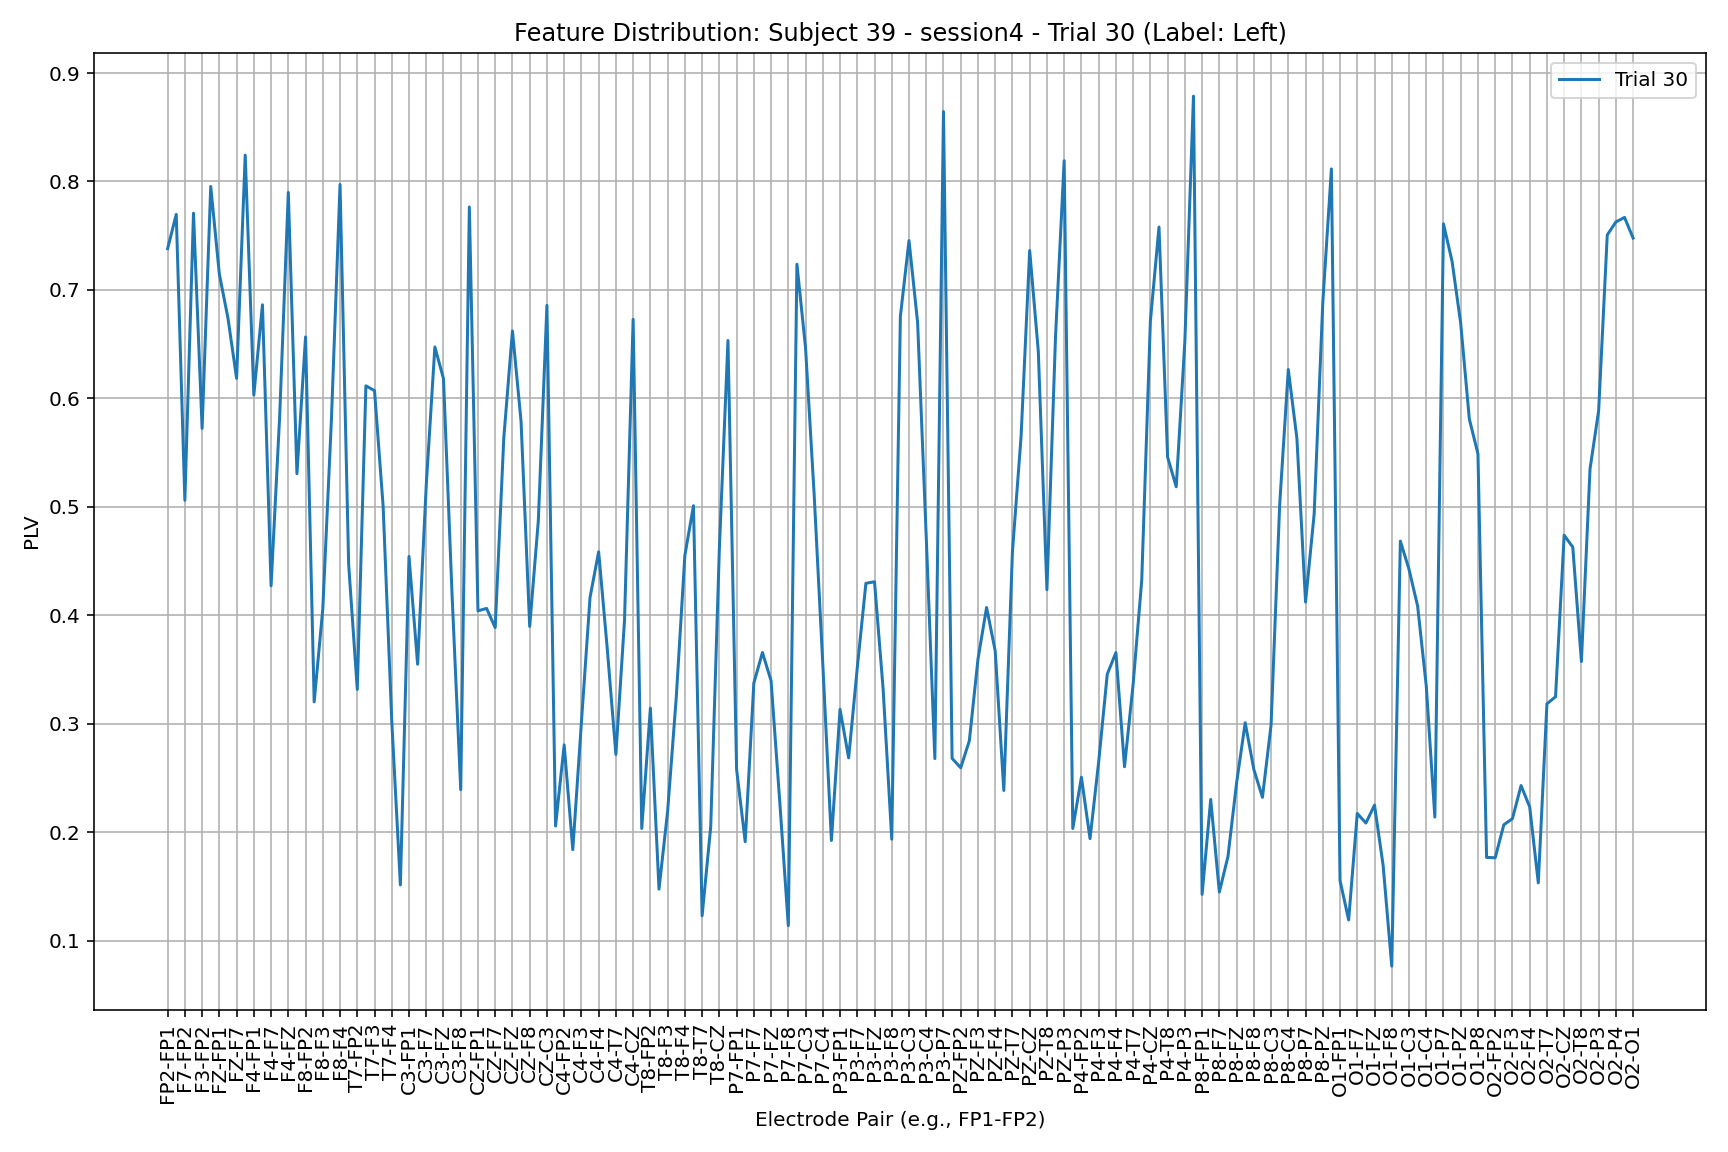 Feature Distribution: Subject 39 - session4 - Trial 30 (Label: Left)
Trial 30
PLV
0.9
0.8
0.7
0.6
0.5
0.4
0.3
0.2
0.1
FP2-FP1
F7-FP2
F3-FP2
FZ-FP1
FZ-F7
F4-FP1
F4-F7
F4-FZ
F8-FP2
F8-F3
F8-F4
T7-FP2
T7-F3
T7-F4
C3-FP1
C3-F7
C3-FZ
C3-F8
CZ-FP1
CZ-F7
CZ-FZ
CZ-F8
CZ-C3
C4-FP2
C4-F3
C4-F4
C4-T7
C4-CZ
T8-FP2
T8-F3
T8-F4
T8-T7
T8-CZ
P7-FP1
P7-F7
P7-FZ
P7-F8
P7-C3
P7-C4
P3-FP1
P3-F7
P3-FZ
P3-F8
P3-C3
P3-C4
P3-P7
PZ-FP2
PZ-F3
PZ-F4
PZ-T7
PZ-CZ
PZ-T8
PZ-P3
P4-FP2
P4-F3
P4-F4
P4-T7
P4-CZ
P4-T8
P4-P3
P8-FP1
P8-F7
P8-FZ
P8-F8
P8-C3
P8-C4
P8-P7
P8-PZ
O1-FP1
O1-F7
O1-FZ
O1-F8
O1-C3
O1-C4
O1-P7
O1-PZ
O1-P8
O2-FP2
O2-F3
O2-F4
O2-T7
O2-CZ
O2-T8
O2-P3
O2-P4
O2-O1
Electrode Pair (e.g., FP1-FP2)